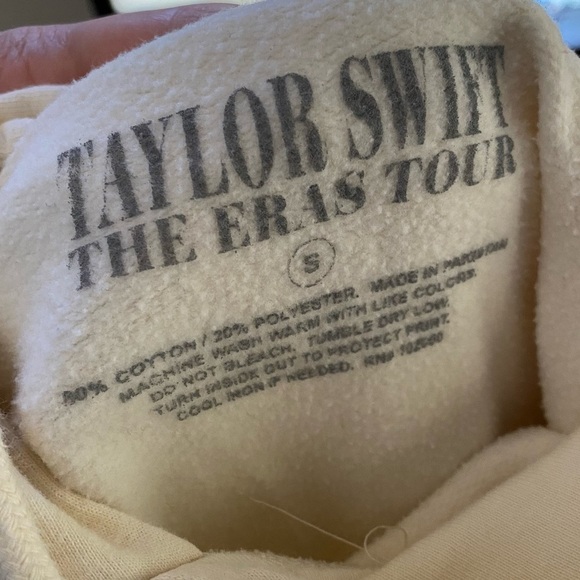 TAYLOR SWIFT
THE ERAS TOUR
S
80% COTTON / 20% POLYESTER. MADE IN PAKISTAN
MACHINE WASH WARM WITH LIKE COLORS.
DO NOT BLEACH. TUMBLE DRY LOW.
TURN INSIDE OUT TO PROTECT PRINT.
COOL IRON IF NEEDED. RN#